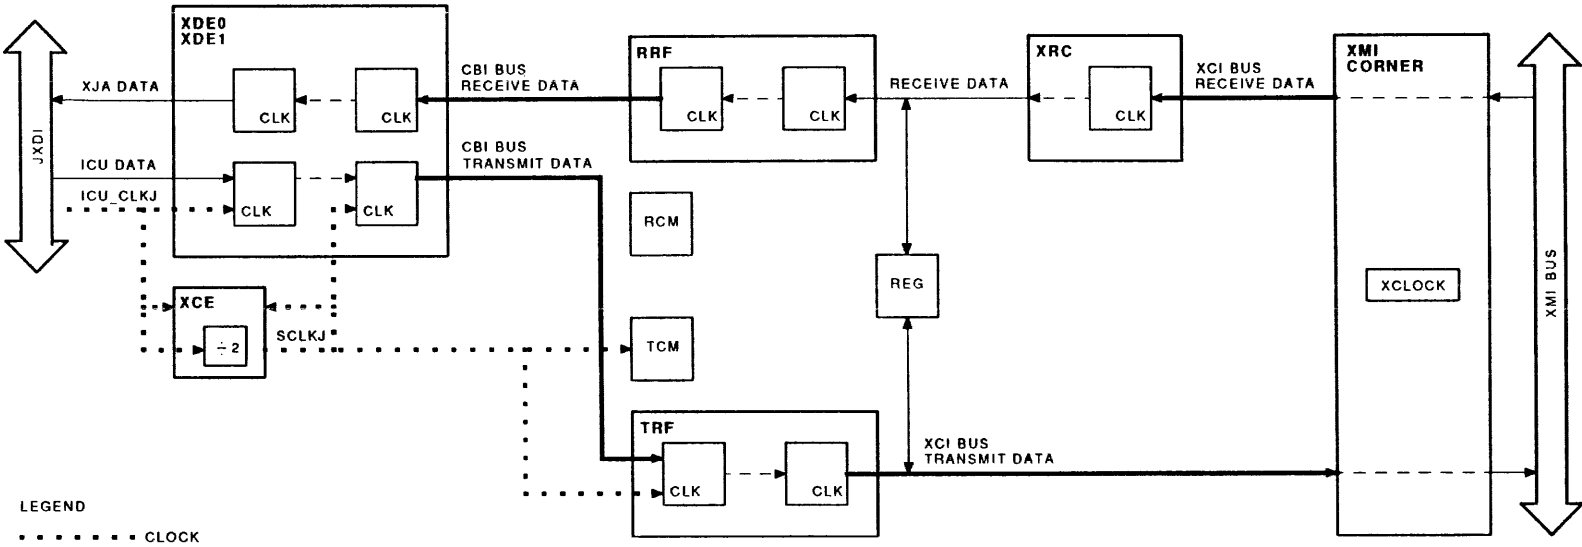 XDE0
XDE1
RRF
XRC
XMI
CORNER
XJA DATA
CLK
CLK
CBI BUS
RECEIVE DATA
CLK
CLK
RECEIVE DATA
CLK
XCI BUS
RECEIVE DATA
JXDI
ICU DATA
ICU_CLKJ
CLK
CLK
CBI BUS
TRANSMIT DATA
RCM
REG
XCLOCK
XMI BUS
XCE
÷2
SCLKJ
TCM
TRF
CLK
CLK
XCI BUS
TRANSMIT DATA
LEGEND
CLOCK